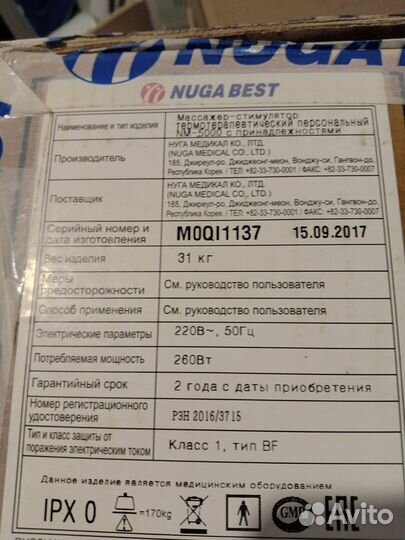 NUGA BEST
Наименование и тип изделия
Массажер-стимулятор
термотерапевтический персональный
NM-5000 с принадлежностями
Производитель
НУГА МЕДИКАЛ КО., ЛТД.
(NUGA MEDICAL CO., LTD.)
185, Джиреул-ро, Джиджеонг-меон, Вонджу-си, Гангвон-до,
Республика Корея. / ТЕЛ: +82-33-730-0001 / ФАКС: +82-33-730-0007
Поставщик
НУГА МЕДИКАЛ КО., ЛТД.
(NUGA MEDICAL CO., LTD.)
185, Джиреул-ро, Джиджеонг-меон, Вонджу-си, Гангвон-до,
Республика Корея. / ТЕЛ: +82-33-730-0001 / ФАКС: +82-33-730-0007
Серийный номер и
дата изготовления
M0QI1137 15.09.2017
Вес изделия
31 кг
Меры
предосторожности
См. руководство пользователя
Способ применения
См. руководство пользователя
Электрические параметры
220В~, 50Гц
Потребляемая мощность
260Вт
Гарантийный срок
2 года с даты приобретения
Номер регистрационного
удостоверения
РЗН 2016/3715
Тип и класс защиты от
поражения электрическим током
Класс 1, тип BF
Данное изделие является медицинским оборудованием.
IPX 0
=170kg
GMP
EAC
Avito